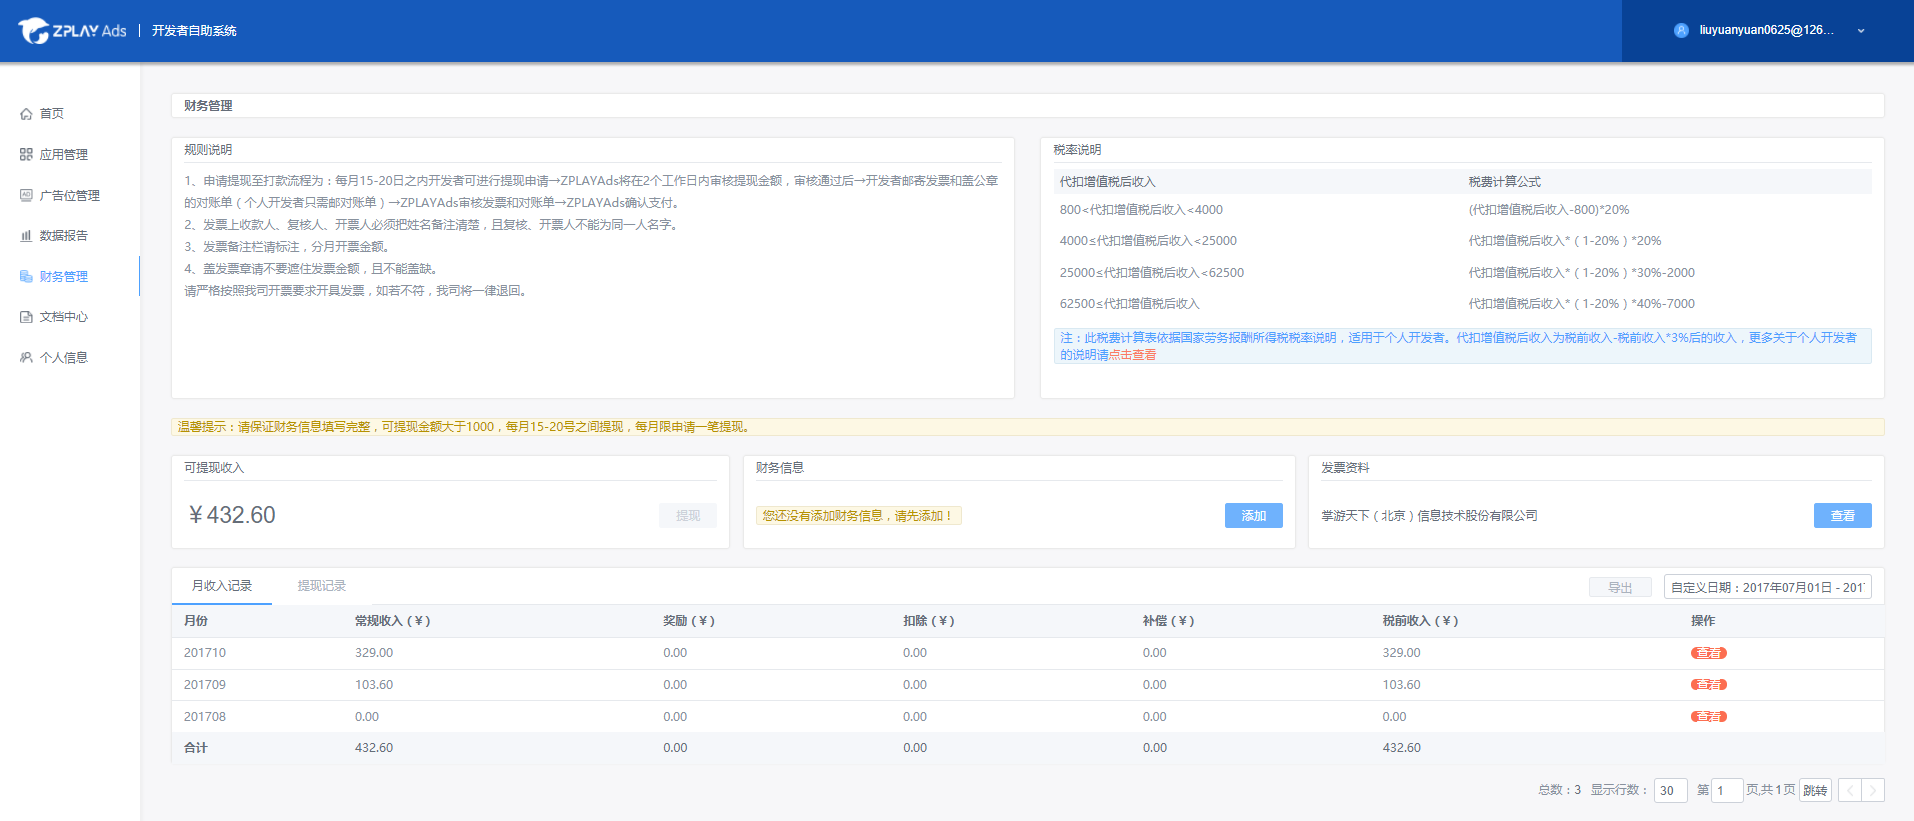 ZPLAY Ads | 开发者自助系统
liuyuanyuan0625@126...
首页
应用管理
广告位管理
数据报告
财务管理
文档中心
个人信息
财务管理
规则说明
1、申请提现至打款流程为：每月15-20日之内开发者可进行提现申请→ZPLAYAds将在2个工作日内审核提现金额，审核通过后→开发者邮寄发票和盖公章
的对账单（个人开发者只需邮对账单）→ZPLAYAds审核发票和对账单→ZPLAYAds确认支付。
2、发票上收款人、复核人、开票人必须把姓名备注清楚，且复核、开票人不能为同一人名字。
3、发票备注栏请标注，分月开票金额。
4、盖发票章请不要遮住发票金额，且不能盖缺。
请严格按照我司开票要求开具发票，如若不符，我司将一律退回。
税率说明
代扣增值税后收入 税费计算公式
800<代扣增值税后收入<4000 (代扣增值税后收入-800)*20%
4000≤代扣增值税后收入<25000 代扣增值税后收入*（1-20%）*20%
25000≤代扣增值税后收入<62500 代扣增值税后收入*（1-20%）*30%-2000
62500≤代扣增值税后收入 代扣增值税后收入*（1-20%）*40%-7000
注：此税费计算表依据国家劳务报酬所得税税率说明，适用于个人开发者。代扣增值税后收入为税前收入-税前收入*3%后的收入，更多关于个人开发者
的说明请点击查看
温馨提示：请保证财务信息填写完整，可提现金额大于1000，每月15-20号之间提现，每月限申请一笔提现。
可提现收入
￥432.60 提现
财务信息
您还没有添加财务信息，请先添加！ 添加
发票资料
掌游天下（北京）信息技术股份有限公司 查看
月收入记录 提现记录 导出 自定义日期：2017年07月01日 - 201
月份 常规收入（￥） 奖励（￥） 扣除（￥） 补偿（￥） 税前收入（￥） 操作
201710 329.00 0.00 0.00 0.00 329.00 查看
201709 103.60 0.00 0.00 0.00 103.60 查看
201708 0.00 0.00 0.00 0.00 0.00 查看
合计 432.60 0.00 0.00 0.00 432.60
总数：3 显示行数： 30 第 1 页,共1页 跳转